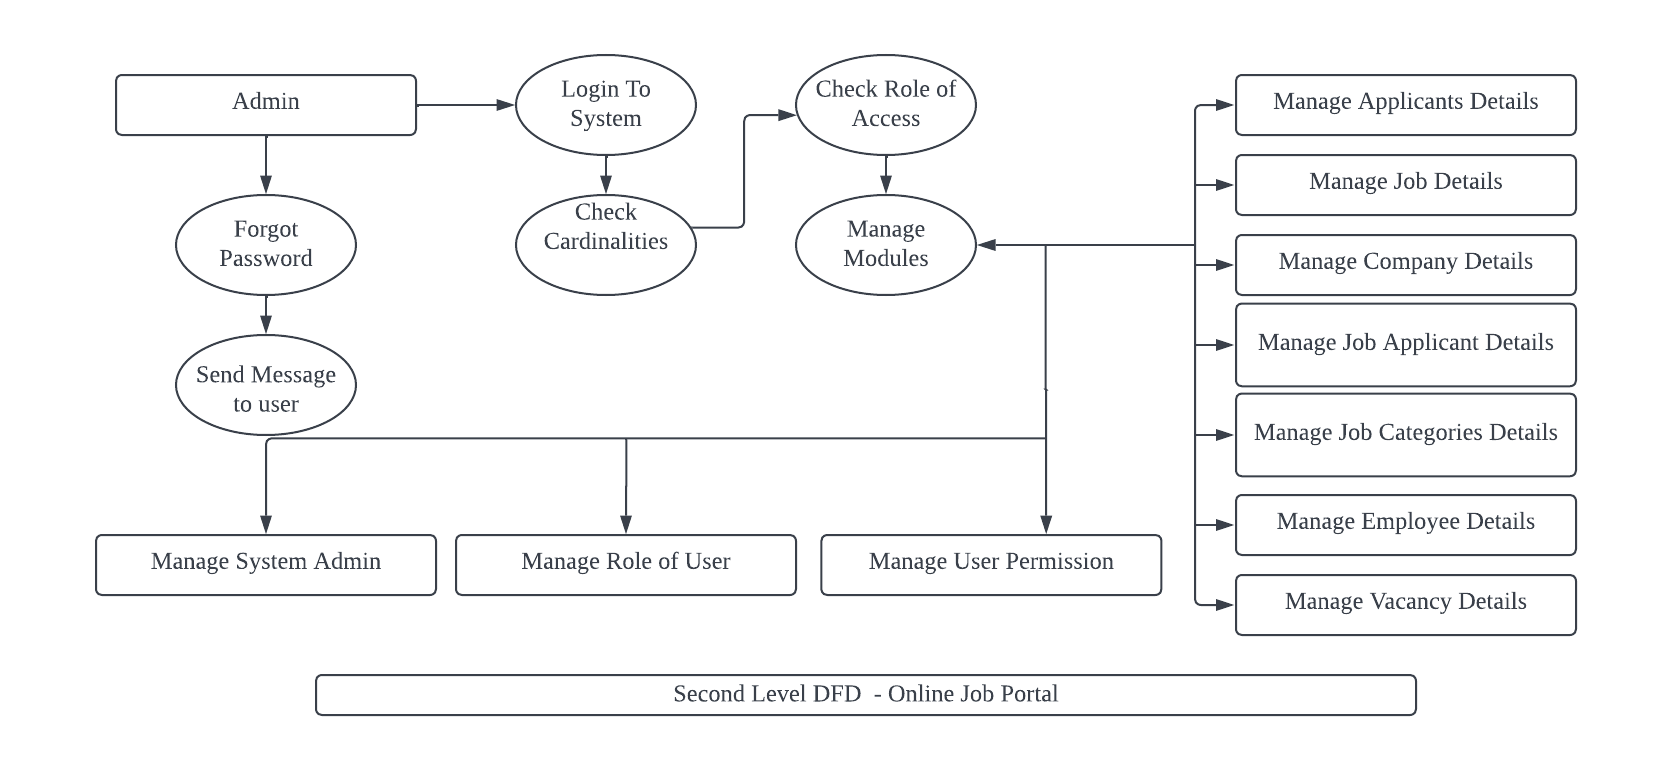 Admin
Login To
System
Check Role of
Access
Manage Applicants Details
Manage Job Details
Forgot
Password
Check
Cardinalities
Manage
Modules
Manage Company Details
Manage Job Applicant Details
Send Message
to user
Manage Job Categories Details
Manage Employee Details
Manage System Admin
Manage Role of User
Manage User Permission
Manage Vacancy Details
Second Level DFD - Online Job Portal